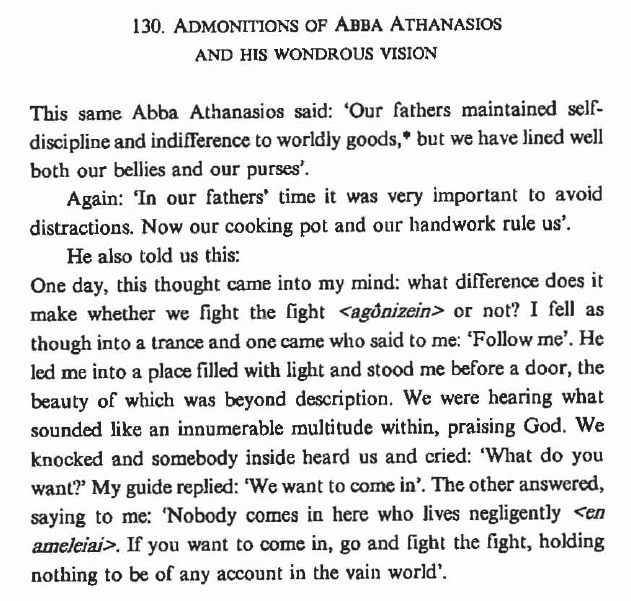 130. ADMONITIONS OF ABBA ATHANASIOS
AND HIS WONDROUS VISION
This same Abba Athanasios said: ‘Our fathers maintained self-
discipline and indifference to worldly goods,* but we have lined well
both our bellies and our purses’.
Again: ‘In our fathers’ time it was very important to avoid
distractions. Now our cooking pot and our handwork rule us’.
He also told us this:
One day, this thought came into my mind: what difference does it
make whether we fight the fight <agônizein> or not? I fell as
though into a trance and one came who said to me: ‘Follow me’. He
led me into a place filled with light and stood me before a door, the
beauty of which was beyond description. We were hearing what
sounded like an innumerable multitude within, praising God. We
knocked and somebody inside heard us and cried: ‘What do you
want?’ My guide replied: ‘We want to come in’. The other answered,
saying to me: ‘Nobody comes in here who lives negligently <en
ameleiai>. If you want to come in, go and fight the fight, holding
nothing to be of any account in the vain world’.